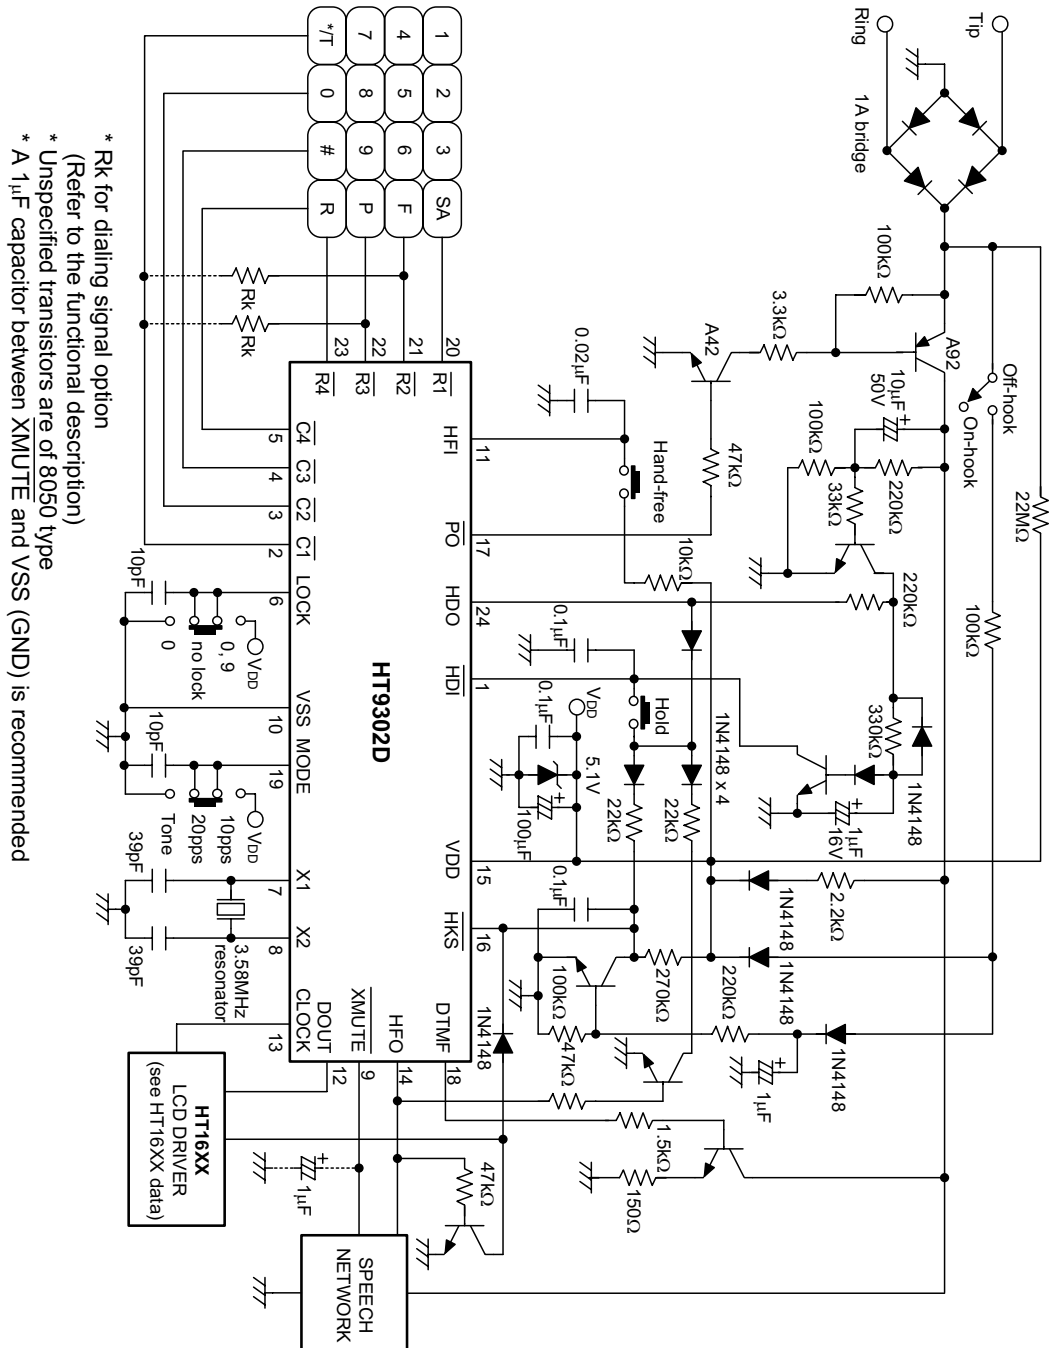 Tip
Ring
1A bridge
100kΩ
A92
Off-hook
On-hook
22MΩ
100kΩ
3.3kΩ
A42
47kΩ
10µF
50V
+
100kΩ
220kΩ
33kΩ
220kΩ
330kΩ
1N4148
1µF
16V
+
0.02µF
Hand-free
10kΩ
0.1µF
Hold
1N4148 x 4
VDD
0.1µF
5.1V
100µF
+
22kΩ
22kΩ
0.1µF
1N4148
2.2kΩ
1N4148
270kΩ
220kΩ
100kΩ
47kΩ
1N4148
1µF
+
1N4148
1.5kΩ
150Ω
47kΩ
1µF
+
1 2 3 SA
4 5 6 F
7 8 9 P
*/T 0 # R
Rk
Rk
20
21
22
23
R1
R2
R3
R4
HFI
11
PO
17
HDO
24
HDI
1
VDD
15
HKS
16
DTMF
18
HFO
14
XMUTE
9
DOUT
12
CLOCK
13
HT9302D
C4
5
C3
4
C2
3
C1
2
LOCK
6
VSS
10
MODE
19
X1
7
X2
8
10pF
VDD
0, 9
no lock
0
10pF
VDD
10pps
20pps
Tone
39pF
39pF
3.58MHz
resonator
HT16XX
LCD DRIVER
(see HT16XX data)
SPEECH
NETWORK
* Rk for dialing signal option
(Refer to the functional description)
* Unspecified transistors are of 8050 type
* A 1µF capacitor between XMUTE and VSS (GND) is recommended